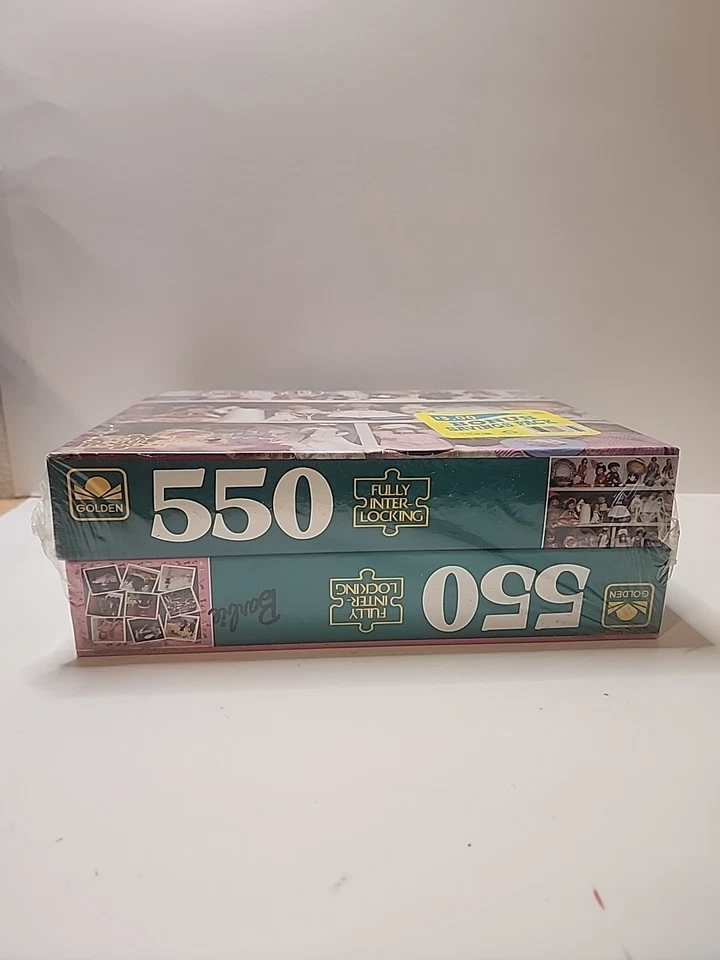 GOLDEN
550
FULLY
INTER-
LOCKING
Barbie
FULLY
INTER-
LOCKING
550
GOLDEN